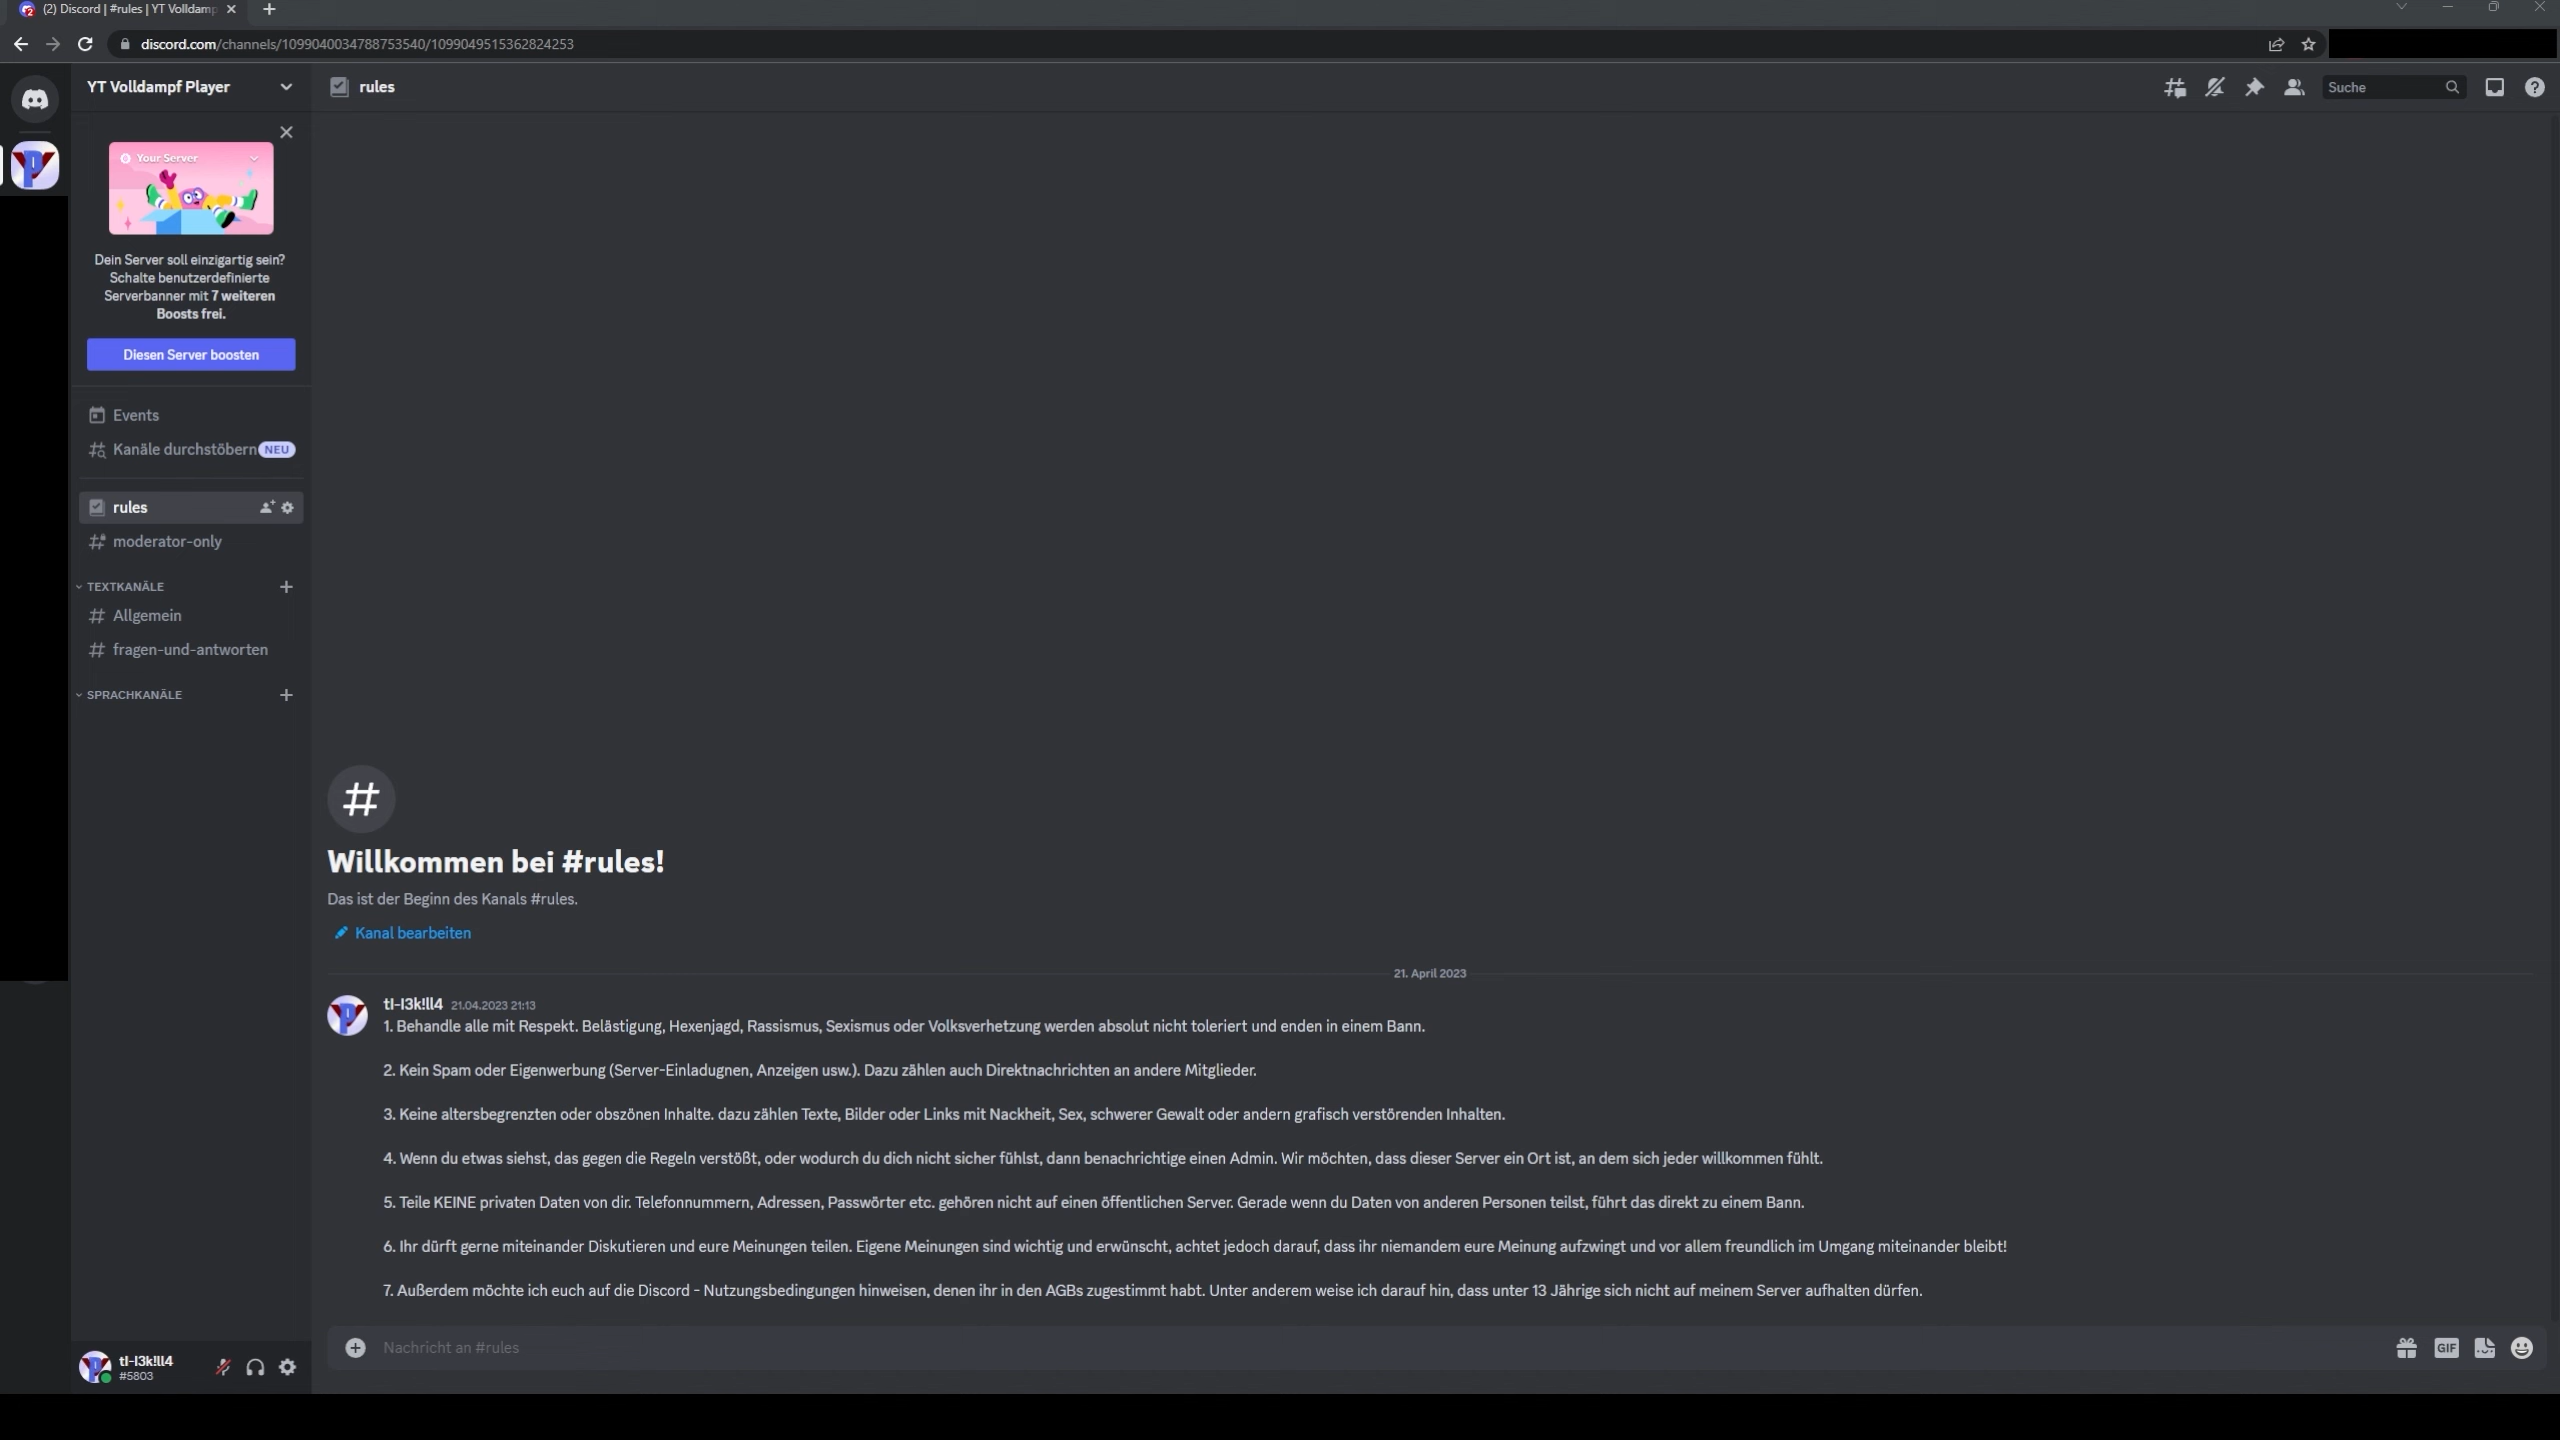 (2) Discord | #rules | YT Volldamp
discord.com/channels/1099040034788753540/1099049515362824253
YT Volldampf Player
rules
Suche
Your Server
Dein Server soll einzigartig sein?
Schalte benutzerdefinierte
Serverbanner mit 7 weiteren
Boosts frei.
Diesen Server boosten
Events
Kanäle durchstöbern NEU
rules
moderator-only
TEXTKANÄLE
Allgemein
fragen-und-antworten
SPRACHKANÄLE
Willkommen bei #rules!
Das ist der Beginn des Kanals #rules.
Kanal bearbeiten
21. April 2023
tl-l3k!ll4 21.04.2023 21:13
1. Behandle alle mit Respekt. Belästigung, Hexenjagd, Rassismus, Sexismus oder Volksverhetzung werden absolut nicht toleriert und enden in einem Bann.
2. Kein Spam oder Eigenwerbung (Server-Einladugnen, Anzeigen usw.). Dazu zählen auch Direktnachrichten an andere Mitglieder.
3. Keine altersbegrenzten oder obszönen Inhalte. dazu zählen Texte, Bilder oder Links mit Nackheit, Sex, schwerer Gewalt oder andern grafisch verstörenden Inhalten.
4. Wenn du etwas siehst, das gegen die Regeln verstößt, oder wodurch du dich nicht sicher fühlst, dann benachrichtige einen Admin. Wir möchten, dass dieser Server ein Ort ist, an dem sich jeder willkommen fühlt.
5. Teile KEINE privaten Daten von dir. Telefonnummern, Adressen, Passwörter etc. gehören nicht auf einen öffentlichen Server. Gerade wenn du Daten von anderen Personen teilst, führt das direkt zu einem Bann.
6. Ihr dürft gerne miteinander Diskutieren und eure Meinungen teilen. Eigene Meinungen sind wichtig und erwünscht, achtet jedoch darauf, dass ihr niemandem eure Meinung aufzwingt und vor allem freundlich im Umgang miteinander bleibt!
7. Außerdem möchte ich euch auf die Discord - Nutzungsbedingungen hinweisen, denen ihr in den AGBs zugestimmt habt. Unter anderem weise ich darauf hin, dass unter 13 Jährige sich nicht auf meinem Server aufhalten dürfen.
Nachricht an #rules
GIF
tl-l3k!ll4
#5803